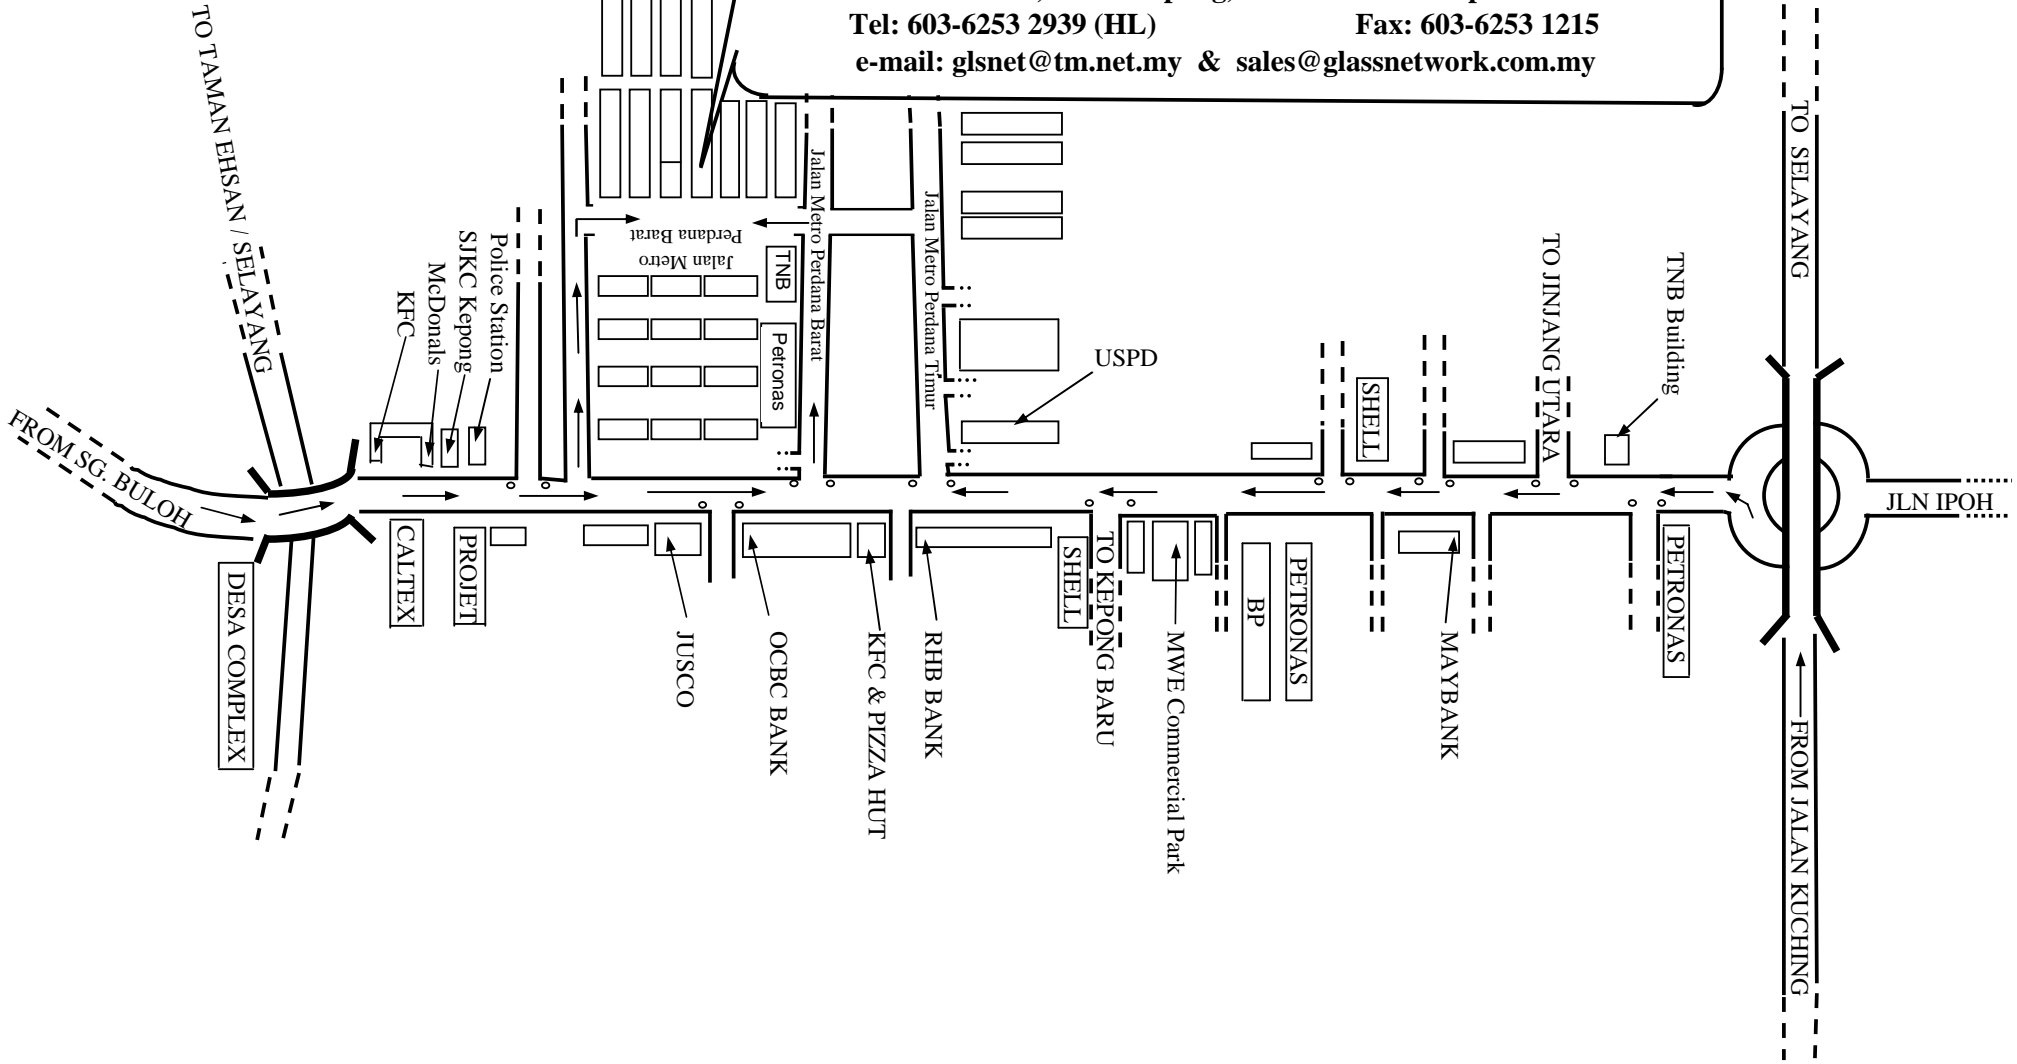 Tel: 603-6253 2939 (HL) Fax: 603-6253 1215
e-mail: glsnet@tm.net.my & sales@glassnetwork.com.my
TO TAMAN EHSAN / SELAYANG
FROM SG. BULOH
KFC
McDonals
SJKC Kepong
Police Station
Jalan Metro
Perdana Barat
TNB
Petronas
Jalan Metro Perdana Barat
Jalan Metro Perdana Timur
USPD
SHELL
TO JINJANG UTARA
TNB Building
TO SELAYANG
JLN IPOH
DESA COMPLEX
CALTEX
PROJET
JUSCO
OCBC BANK
KFC & PIZZA HUT
RHB BANK
SHELL
TO KEPONG BARU
MWE Commercial Park
BP
PETRONAS
MAYBANK
PETRONAS
FROM JALAN KUCHING